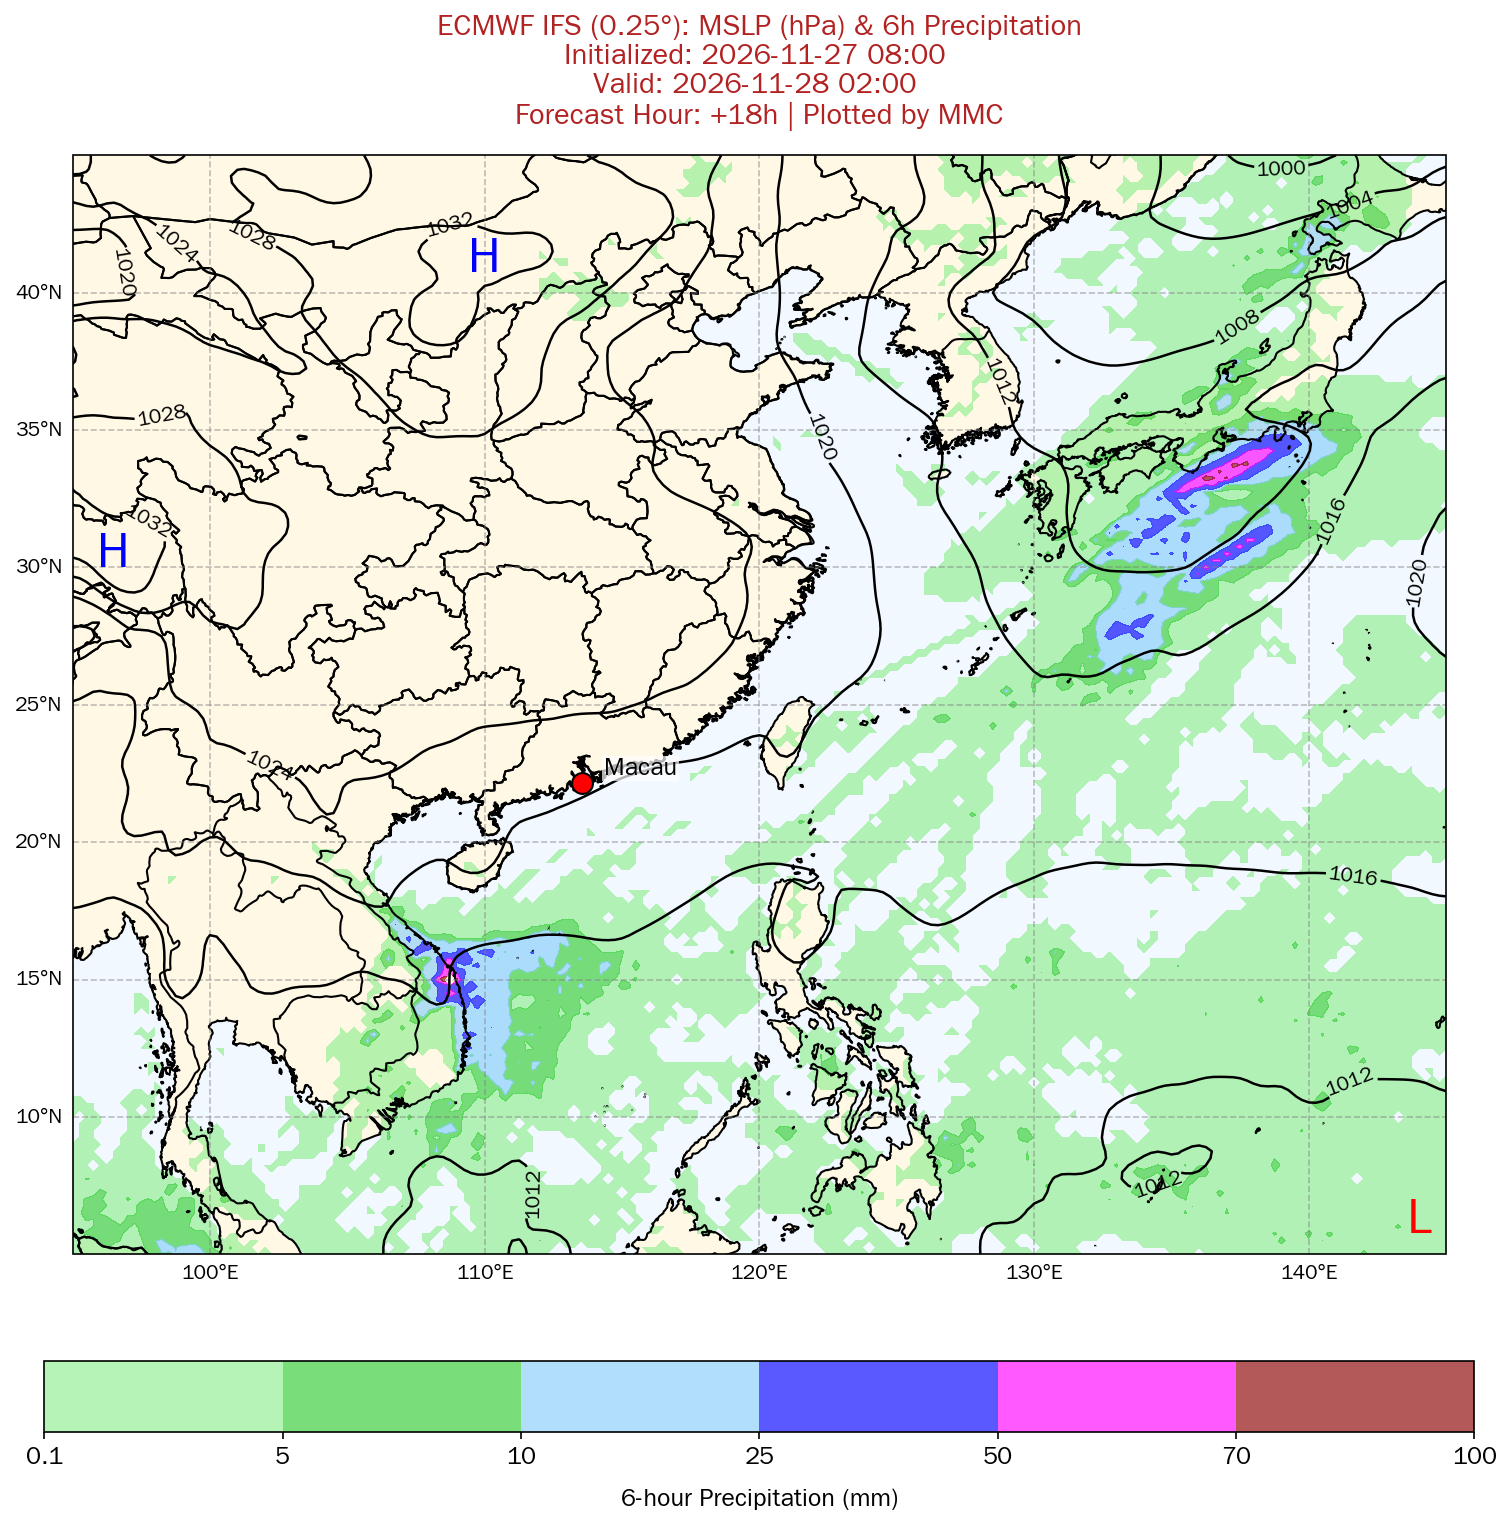 ECMWF IFS (0.25°): MSLP (hPa) & 6h Precipitation
Initialized: 2026-11-27 08:00
Valid: 2026-11-28 02:00
Forecast Hour: +18h | Plotted by MMC
1000
1004
1032
1028
1024
H
1020
40°N
1008
1012
1028
1020
35°N
1032
1016
H
30°N
1020
25°N
1024
Macau
20°N
1016
15°N
1012
10°N
1012
1012
L
100°E
110°E
120°E
130°E
140°E
0.1
5
10
25
50
70
100
6-hour Precipitation (mm)